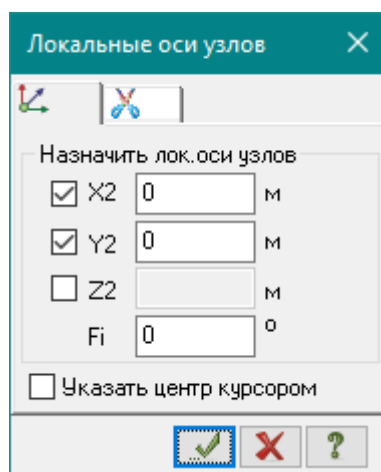 Локальные оси узлов
Назначить лок.оси узлов
X2 0 м
Y2 0 м
Z2 м
Fi 0 °
Указать центр курсором